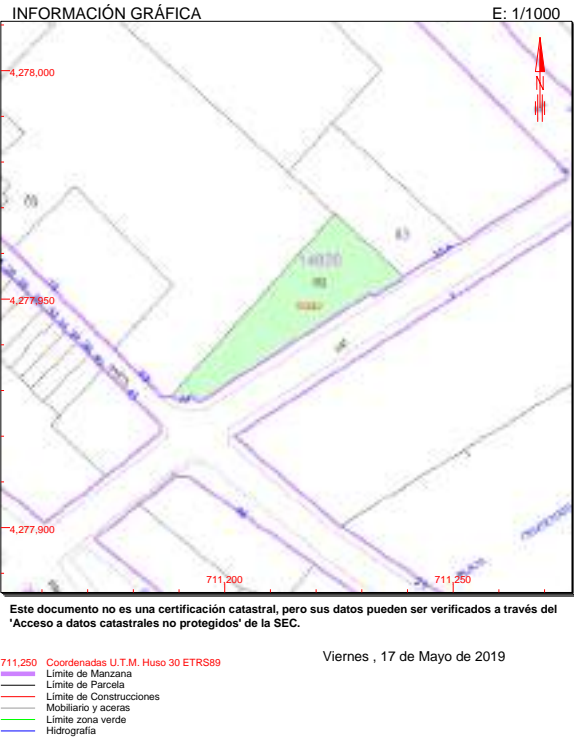 INFORMACIÓN GRÁFICA E: 1/1000
4,278,000
N
14020
4,277,950
4,277,900
711,200 711,250
Este documento no es una certificación catastral, pero sus datos pueden ser verificados a través del
'Acceso a datos catastrales no protegidos' de la SEC.
Viernes , 17 de Mayo de 2019
711,250 Coordenadas U.T.M. Huso 30 ETRS89
Límite de Manzana
Límite de Parcela
Límite de Construcciones
Mobiliario y aceras
Límite zona verde
Hidrografía